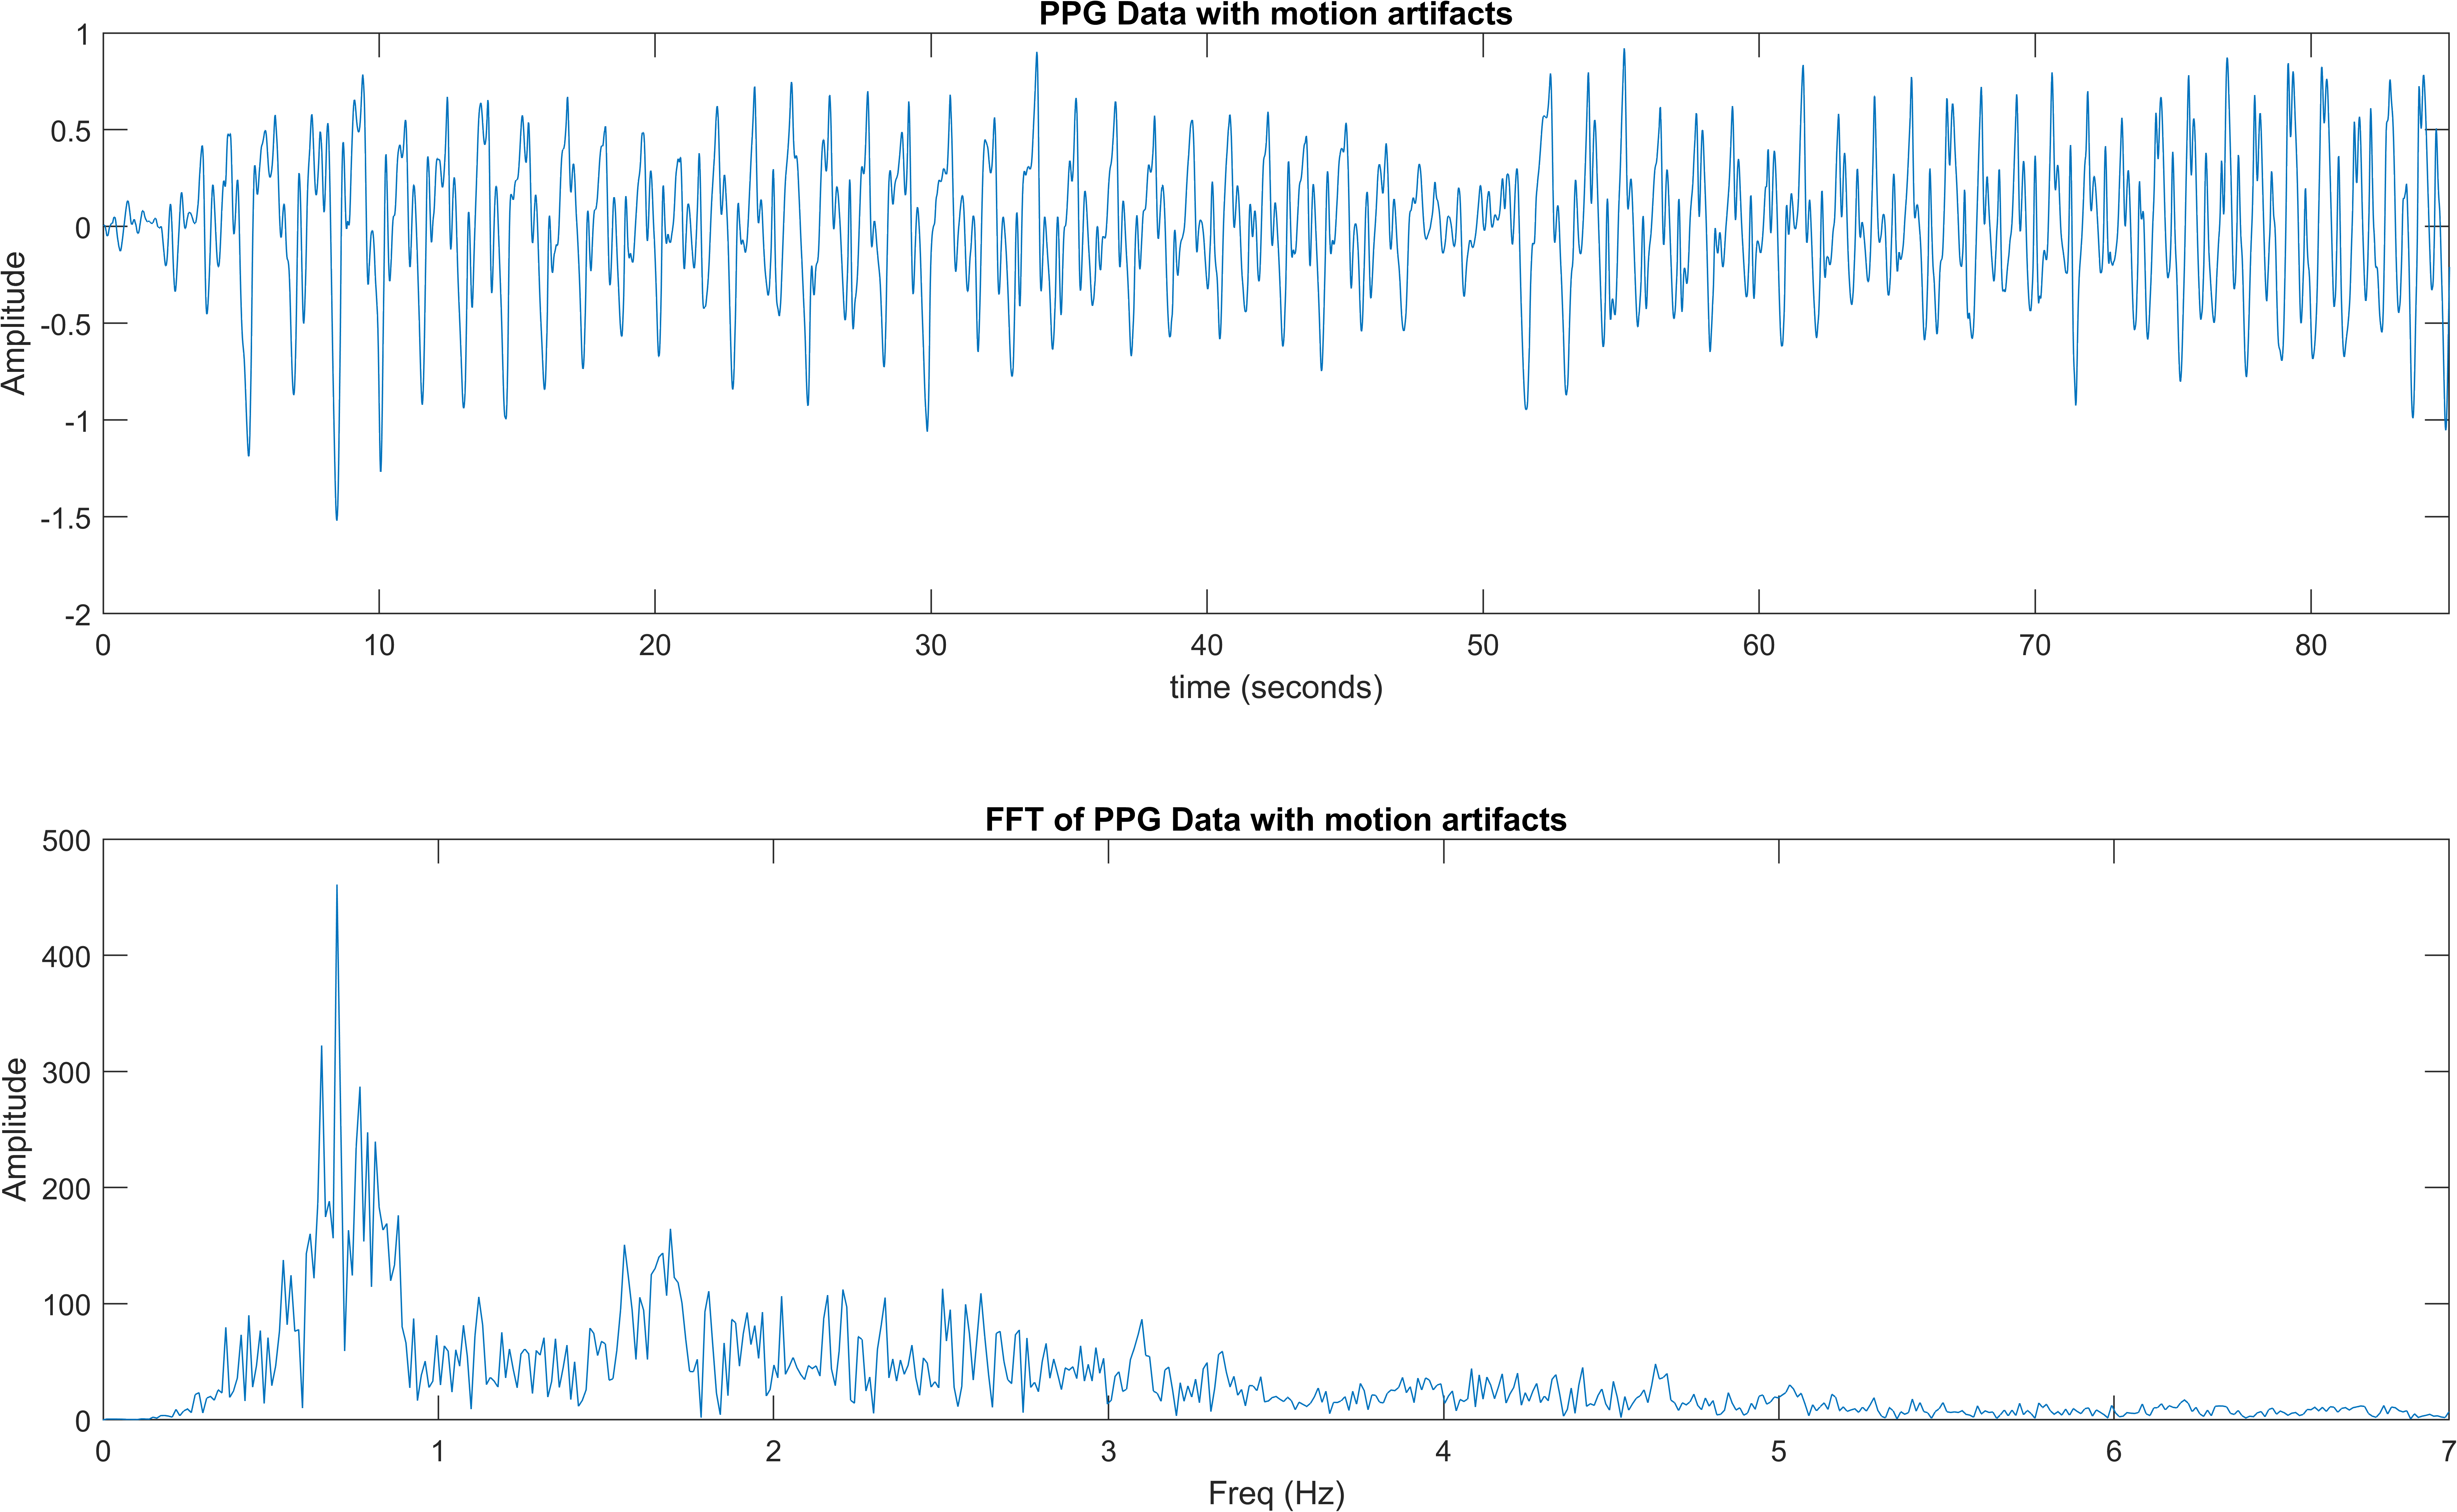 PPG Data with motion artifacts
1
0.5
0
-0.5
-1
-1.5
-2
Amplitude
0 10 20 30 40 50 60 70 80
time (seconds)
FFT of PPG Data with motion artifacts
500
400
300
200
100
0
Amplitude
0 1 2 3 4 5 6 7
Freq (Hz)